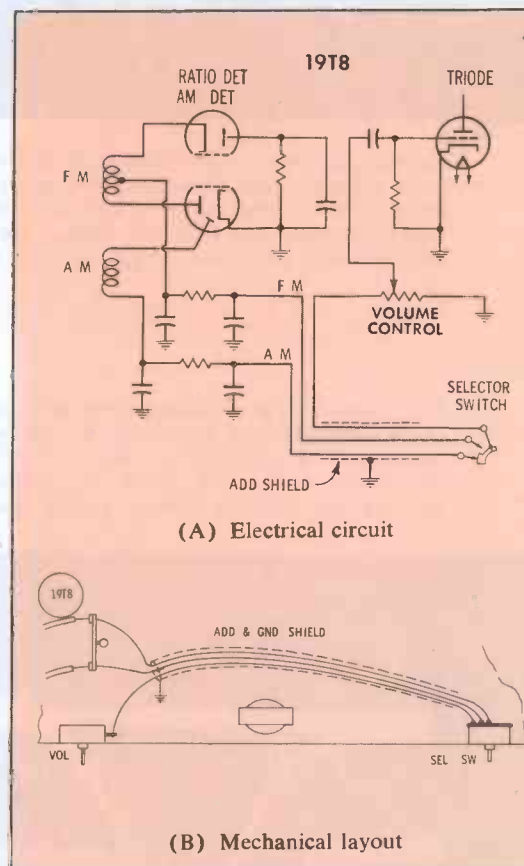 19T8
RATIO DET
AM DET
TRIODE
F M
A M
F M
A M
VOLUME
CONTROL
SELECTOR
SWITCH
ADD SHIELD
(A) Electrical circuit
19T8
ADD & GND SHIELD
VOL
SEL SW
(B) Mechanical layout